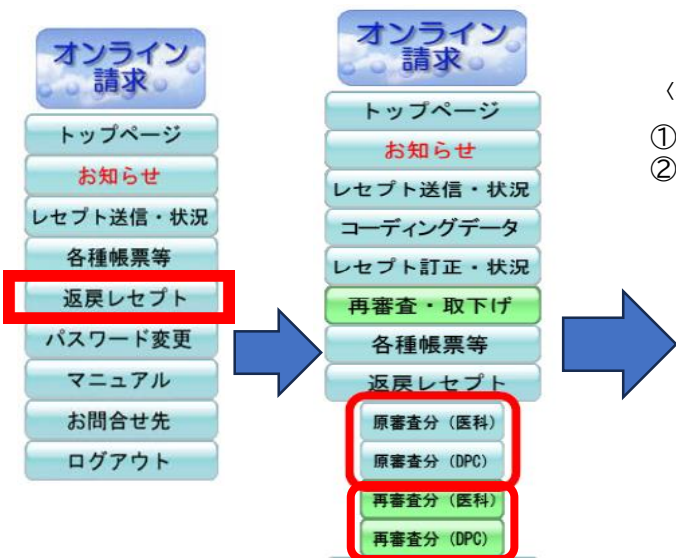 オンライン
請求
トップページ
お知らせ
レセプト送信・状況
各種帳票等
返戻レセプト
パスワード変更
マニュアル
お問合せ先
ログアウト
オンライン
請求
トップページ
お知らせ
レセプト送信・状況
コーディングデータ
レセプト訂正・状況
再審査・取下げ
各種帳票等
返戻レセプト
原審査分（医科）
原審査分（DPC）
再審査分（医科）
再審査分（DPC）
〈
①
②